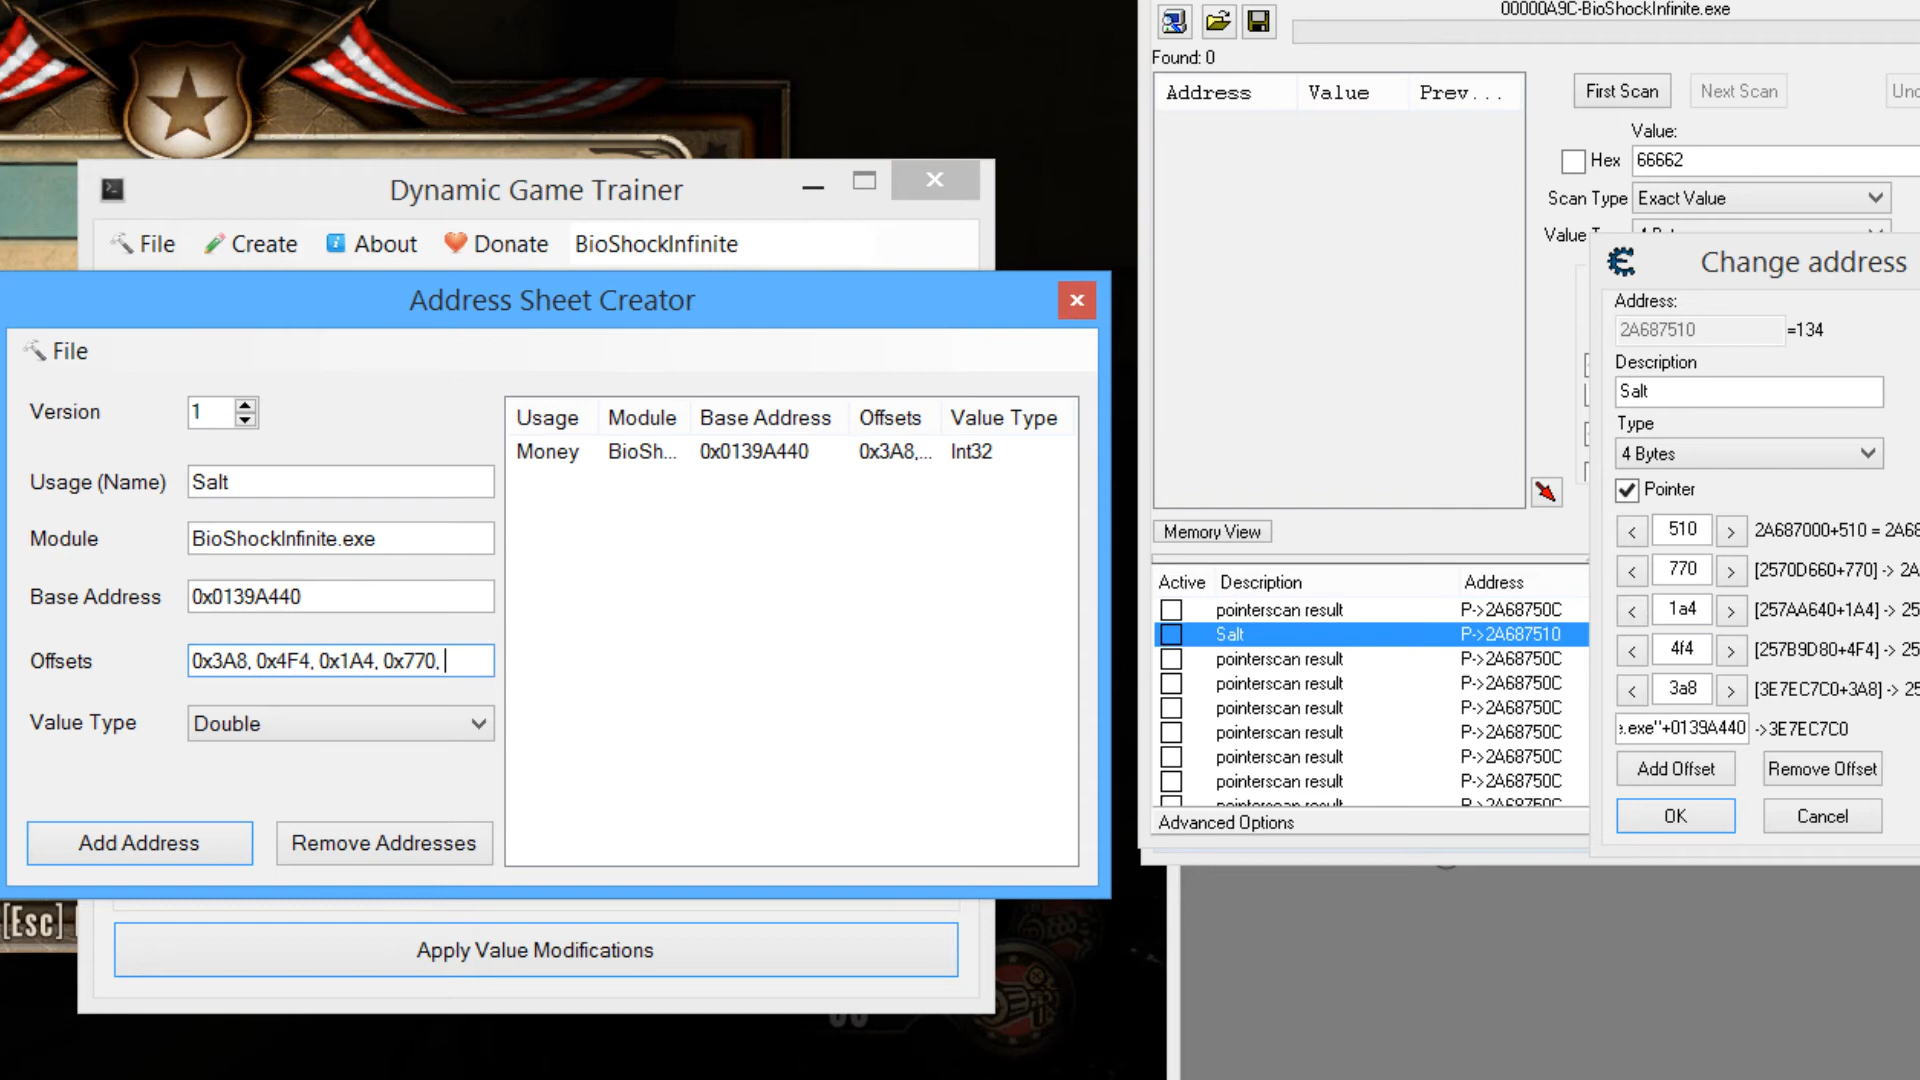 00000A9C-BioShockInfinite.exe
Found: 0
Address Value Prev...
First Scan Next Scan
Value:
Hex 66662
Scan Type Exact Value
Dynamic Game Trainer
File Create About Donate BioShockInfinite
Address Sheet Creator
File
Version 1
Usage (Name) Salt
Module BioShockInfinite.exe
Base Address 0x0139A440
Offsets 0x3A8, 0x4F4, 0x1A4, 0x770,
Value Type Double
Add Address Remove Addresses
Usage Module Base Address Offsets Value Type
Money BioSh... 0x0139A440 0x3A8,... Int32
Apply Value Modifications
[Esc]
Memory View
Active Description Address
pointerscan result P->2A68750C
Salt P->2A687510
pointerscan result P->2A68750C
pointerscan result P->2A68750C
pointerscan result P->2A68750C
pointerscan result P->2A68750C
pointerscan result P->2A68750C
pointerscan result P->2A68750C
pointerscan result P->2A68750C
Advanced Options
Change address
Address:
2A687510 =134
Description
Salt
Type
4 Bytes
Pointer
< 510 > 2A687000+510 = 2A68
< 770 > [2570D660+770] -> 2A
< 1a4 > [257AA640+1A4] -> 25
< 4f4 > [257B9D80+4F4] -> 25
< 3a8 > [3E7EC7C0+3A8] -> 25
.exe"+0139A440 ->3E7EC7C0
Add Offset Remove Offset
OK Cancel